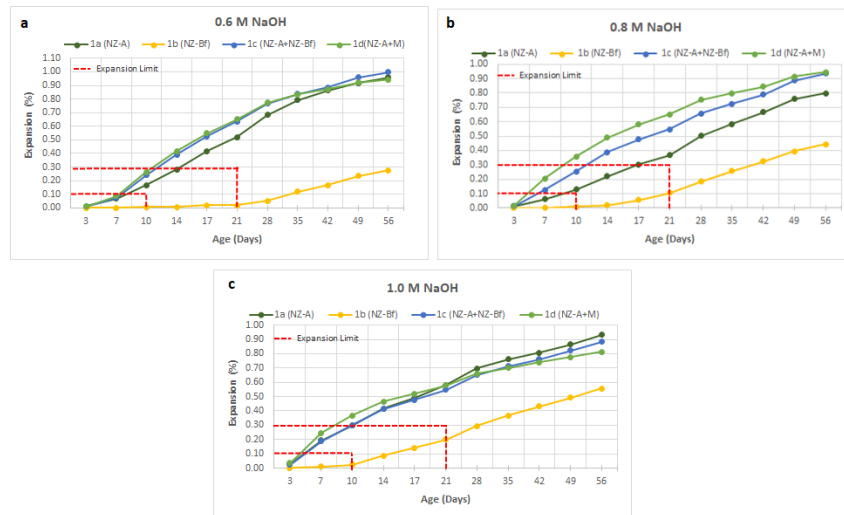 a
0.6 M NaOH
1a (NZ-A) 1b (NZ-Bf) 1c (NZ-A+NZ-Bf) 1d(NZ-A+M)
1.10
1.00
0.90
0.80
0.70
0.60
0.50
0.40
0.30
0.20
0.10
0.00
Expansion Limit
Expansion (%)
3 7 10 14 17 21 28 35 42 49 56
Age (Days)
b
0.8 M NaOH
1a (NZ-A) 1b (NZ-Bf) 1c (NZ-A+NZ-Bf) 1d (NZ-A+M)
1.00
0.90
0.80
0.70
0.60
0.50
0.40
0.30
0.20
0.10
0.00
Expansion Limit
Expansion (%)
3 7 10 14 17 21 28 35 42 49 56
Age (Days)
c
1.0 M NaOH
1a (NZ-A) 1b (NZ-Bf) 1c (NZ-A+NZ-Bf) 1d (NZ-A+M)
1.00
0.90
0.80
0.70
0.60
0.50
0.40
0.30
0.20
0.10
0.00
Expansion Limit
Expansion (%)
3 7 10 14 17 21 28 35 42 49 56
Age (Days)